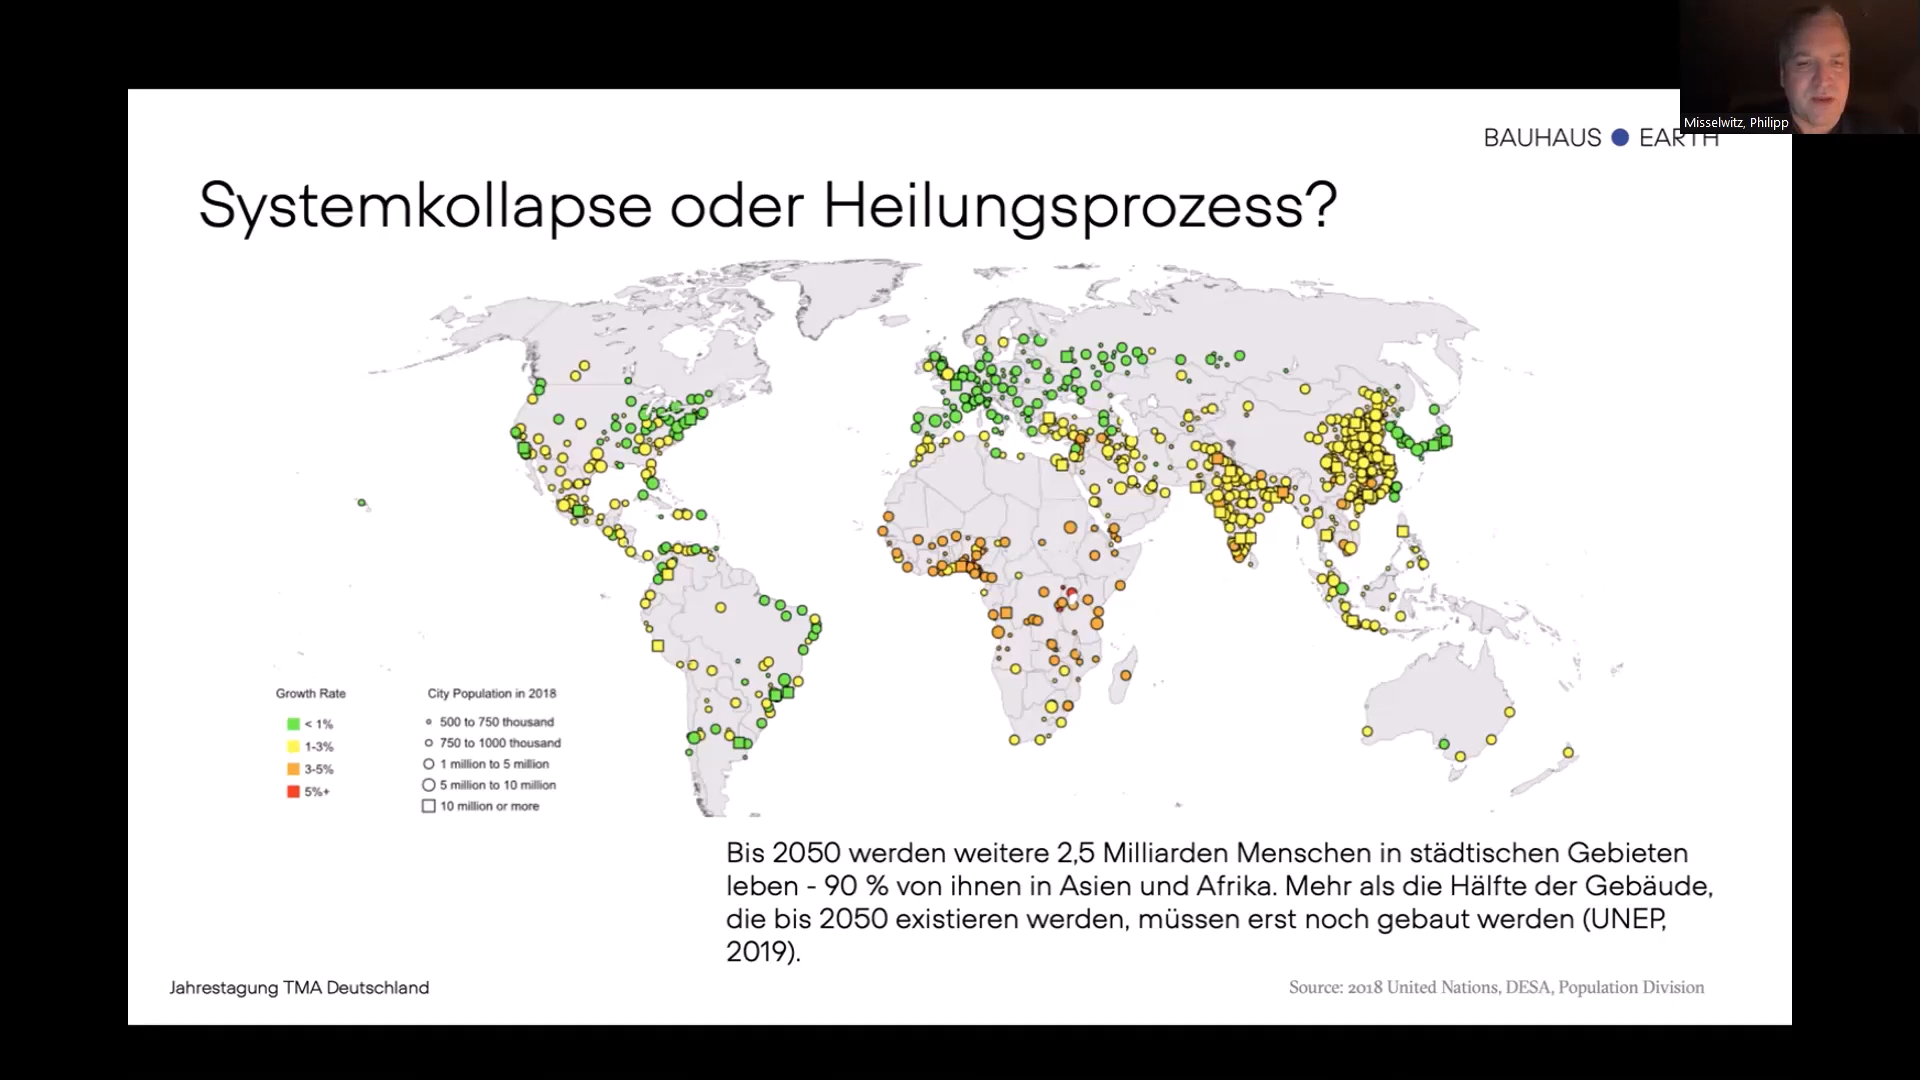 Misselwitz, Philipp
BAUHAUS EARTH
Systemkollapse oder Heilungsprozess?
Growth Rate
< 1%
1-3%
3-5%
5%+
City Population in 2018
500 to 750 thousand
750 to 1000 thousand
1 million to 5 million
5 million to 10 million
10 million or more
Bis 2050 werden weitere 2,5 Milliarden Menschen in städtischen Gebieten
leben - 90 % von ihnen in Asien und Afrika. Mehr als die Hälfte der Gebäude,
die bis 2050 existieren werden, müssen erst noch gebaut werden (UNEP,
2019).
Jahrestagung TMA Deutschland
Source: 2018 United Nations, DESA, Population Division